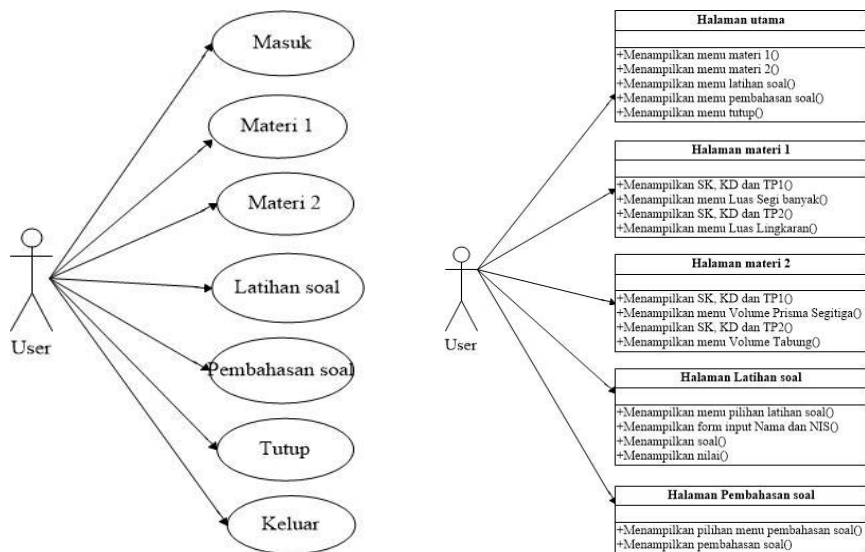 Masuk
Materi 1
Materi 2
Latihan soal
Pembahasan soal
Tutup
Keluar
User
Halaman utama
+Menampilkan menu materi 1()
+Menampilkan menu materi 2()
+Menampilkan menu latihan soal()
+Menampilkan menu pembahasan soal()
+Menampilkan menu tutup()
Halaman materi 1
+Menampilkan SK, KD dan TP1()
+Menampilkan menu Luas Segi banyak()
+Menampilkan SK, KD dan TP2()
+Menampilkan menu Luas Lingkaran()
Halaman materi 2
+Menampilkan SK, KD dan TP1()
+Menampilkan menu Volume Prisma Segitiga()
+Menampilkan SK, KD dan TP2()
+Menampilkan menu Volume Tabung()
Halaman Latihan soal
+Menampilkan menu pilihan latihan soal()
+Menampilkan form input Nama dan NIS()
+Menampilkan soal()
+Menampilkan nilai()
Halaman Pembahasan soal
+Menampilkan pilihan menu pembahasan soal()
+Menampilkan pembahasan soal()
User